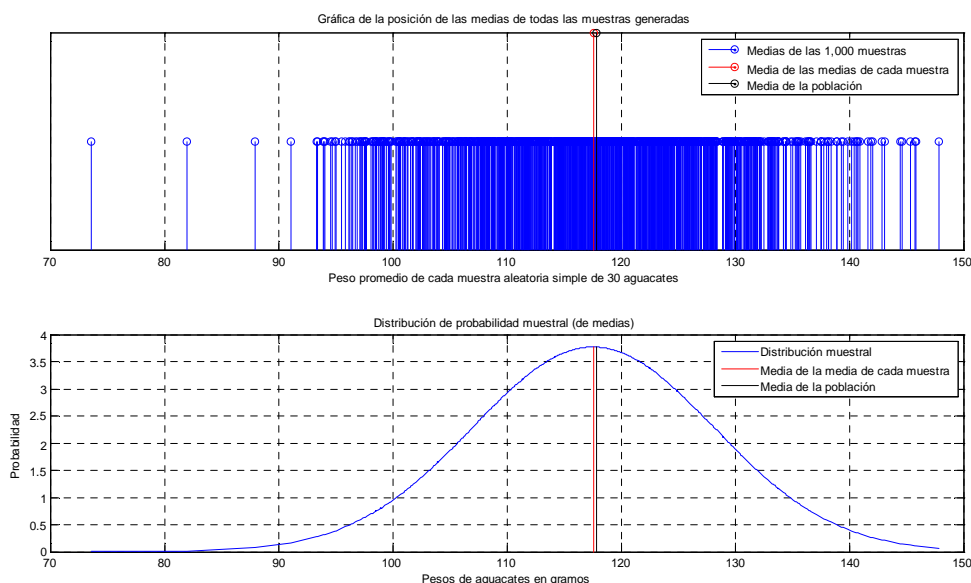 Gráfica de la posición de las medias de todas las muestras generadas
Medias de las 1,000 muestras
Media de las medias de cada muestra
Media de la población
70 80 90 100 110 120 130 140 150
Peso promedio de cada muestra aleatoria simple de 30 aguacates
Distribución de probabilidad muestral (de medias)
4
3.5
3
2.5
2
1.5
1
0.5
0
Probabilidad
Distribución muestral
Media de la media de cada muestra
Media de la población
70 80 90 100 110 120 130 140 150
Pesos de aguacates en gramos